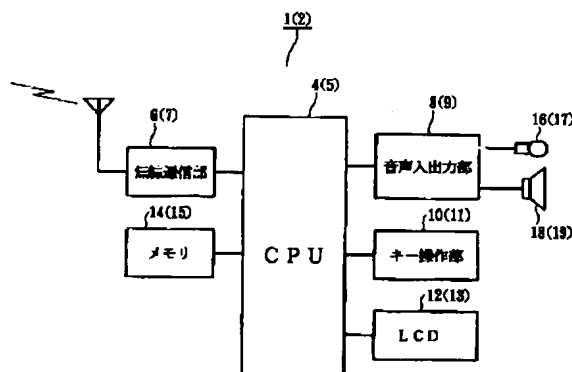 1(2)
4(5)
6(7)
8(9)
16(17)
無線通信部
音声入出力部
14(15)
18(19)
メモリ
CPU
10(11)
キー操作部
12(13)
LCD